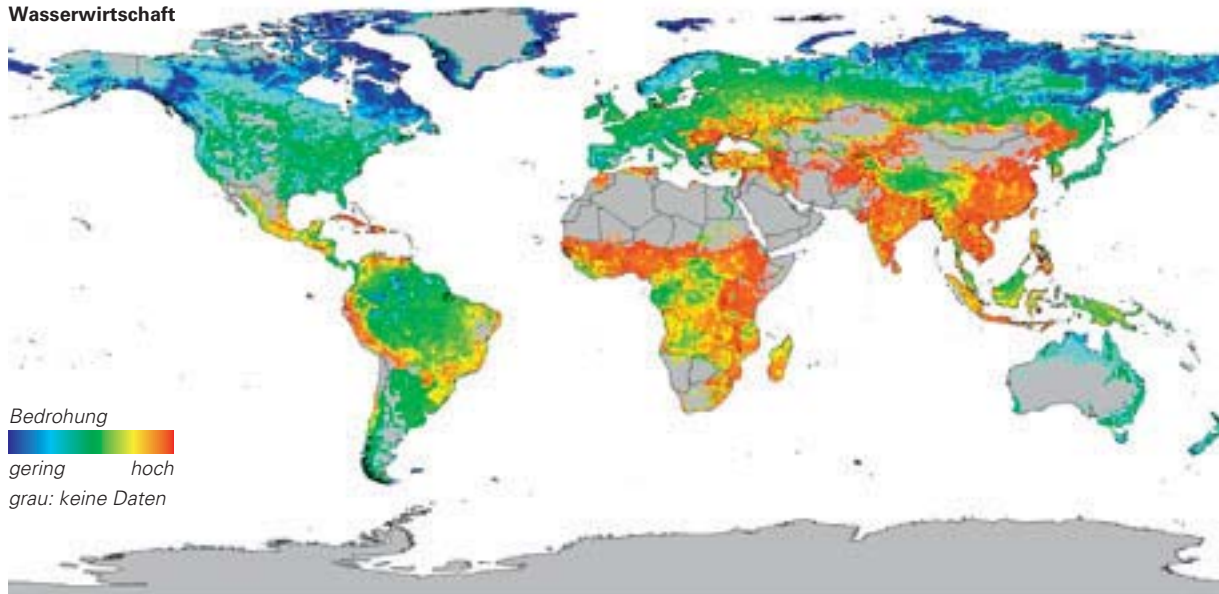 Wasserwirtschaft
Bedrohung
gering hoch
grau: keine Daten